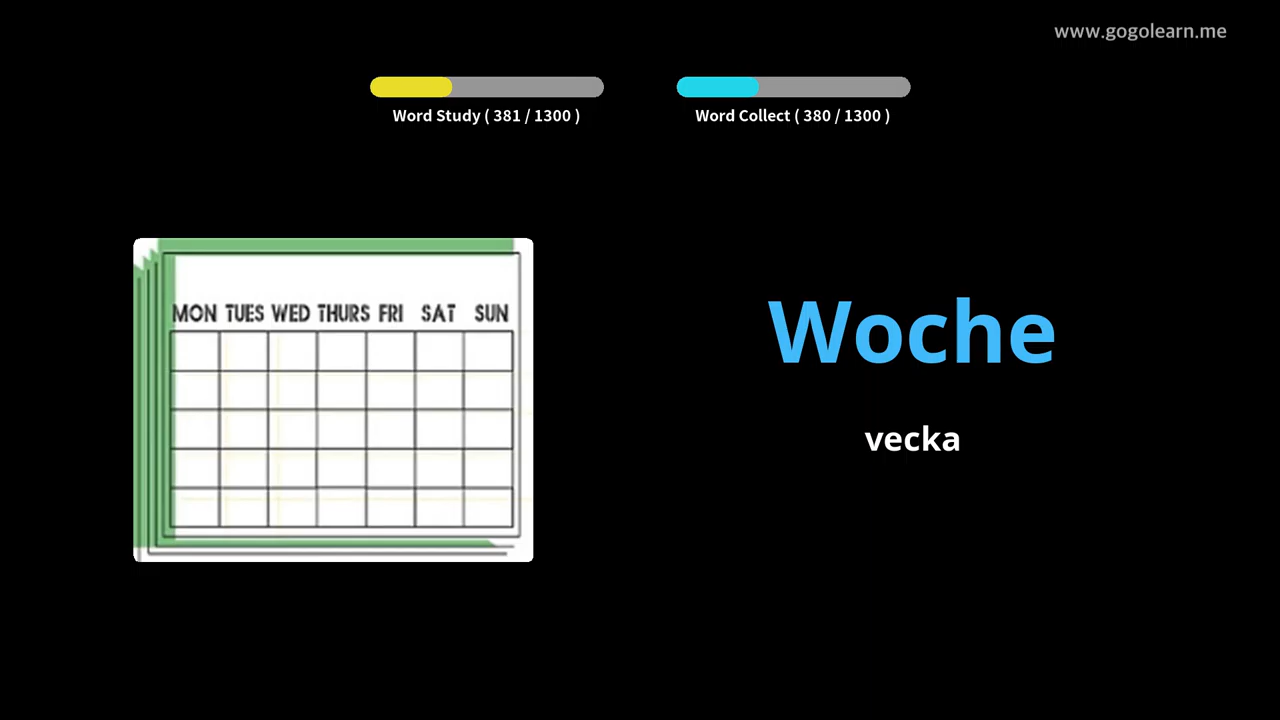 www.gogolearn.me
Word Study ( 381 / 1300 )
Word Collect ( 380 / 1300 )
MON TUES WED THURS FRI SAT SUN
Woche
vecka